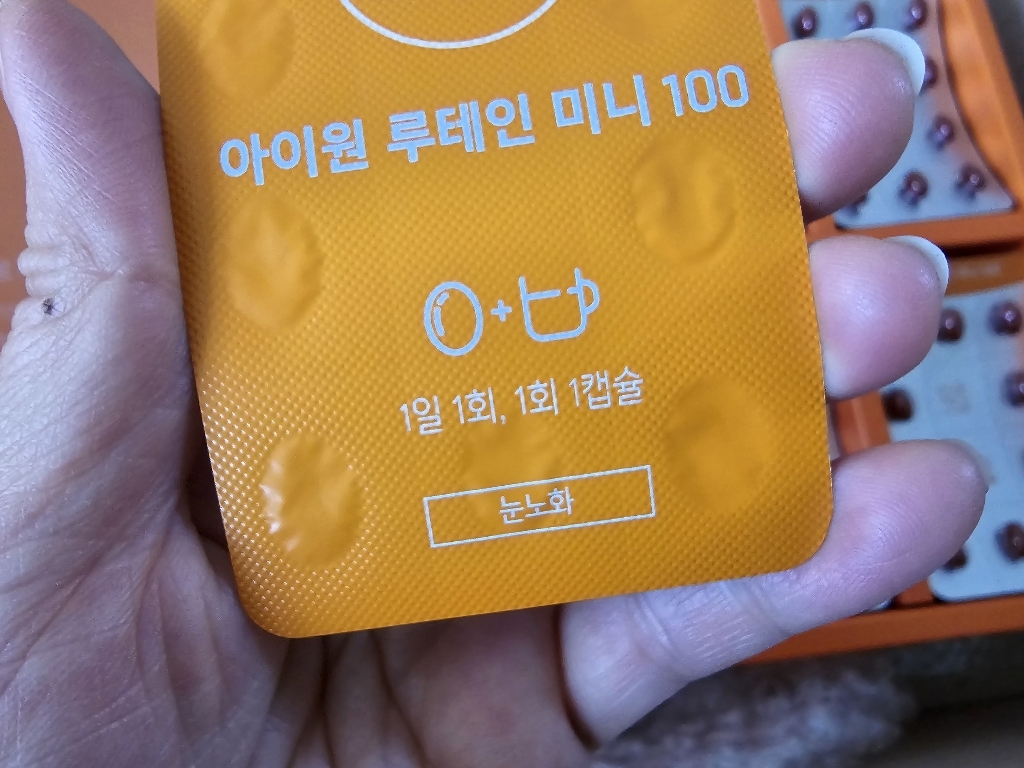 아이원 루테인 미니 100
1일 1회, 1회 1캡슐
눈노화